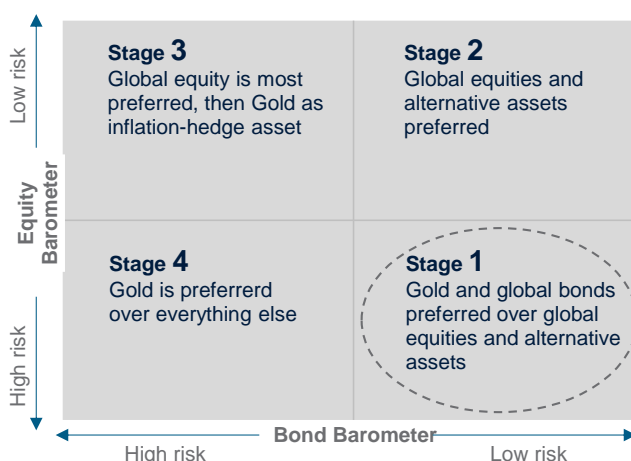 Stage 3
Global equity is most
preferred, then Gold as
inflation-hedge asset
Stage 2
Global equities and
alternative assets
preferred
Stage 4
Gold is preferrerd
over everything else
Stage 1
Gold and global bonds
preferred over global
equities and alternative
assets
Low risk
Equity
Barometer
High risk
Bond Barometer
High risk
Low risk